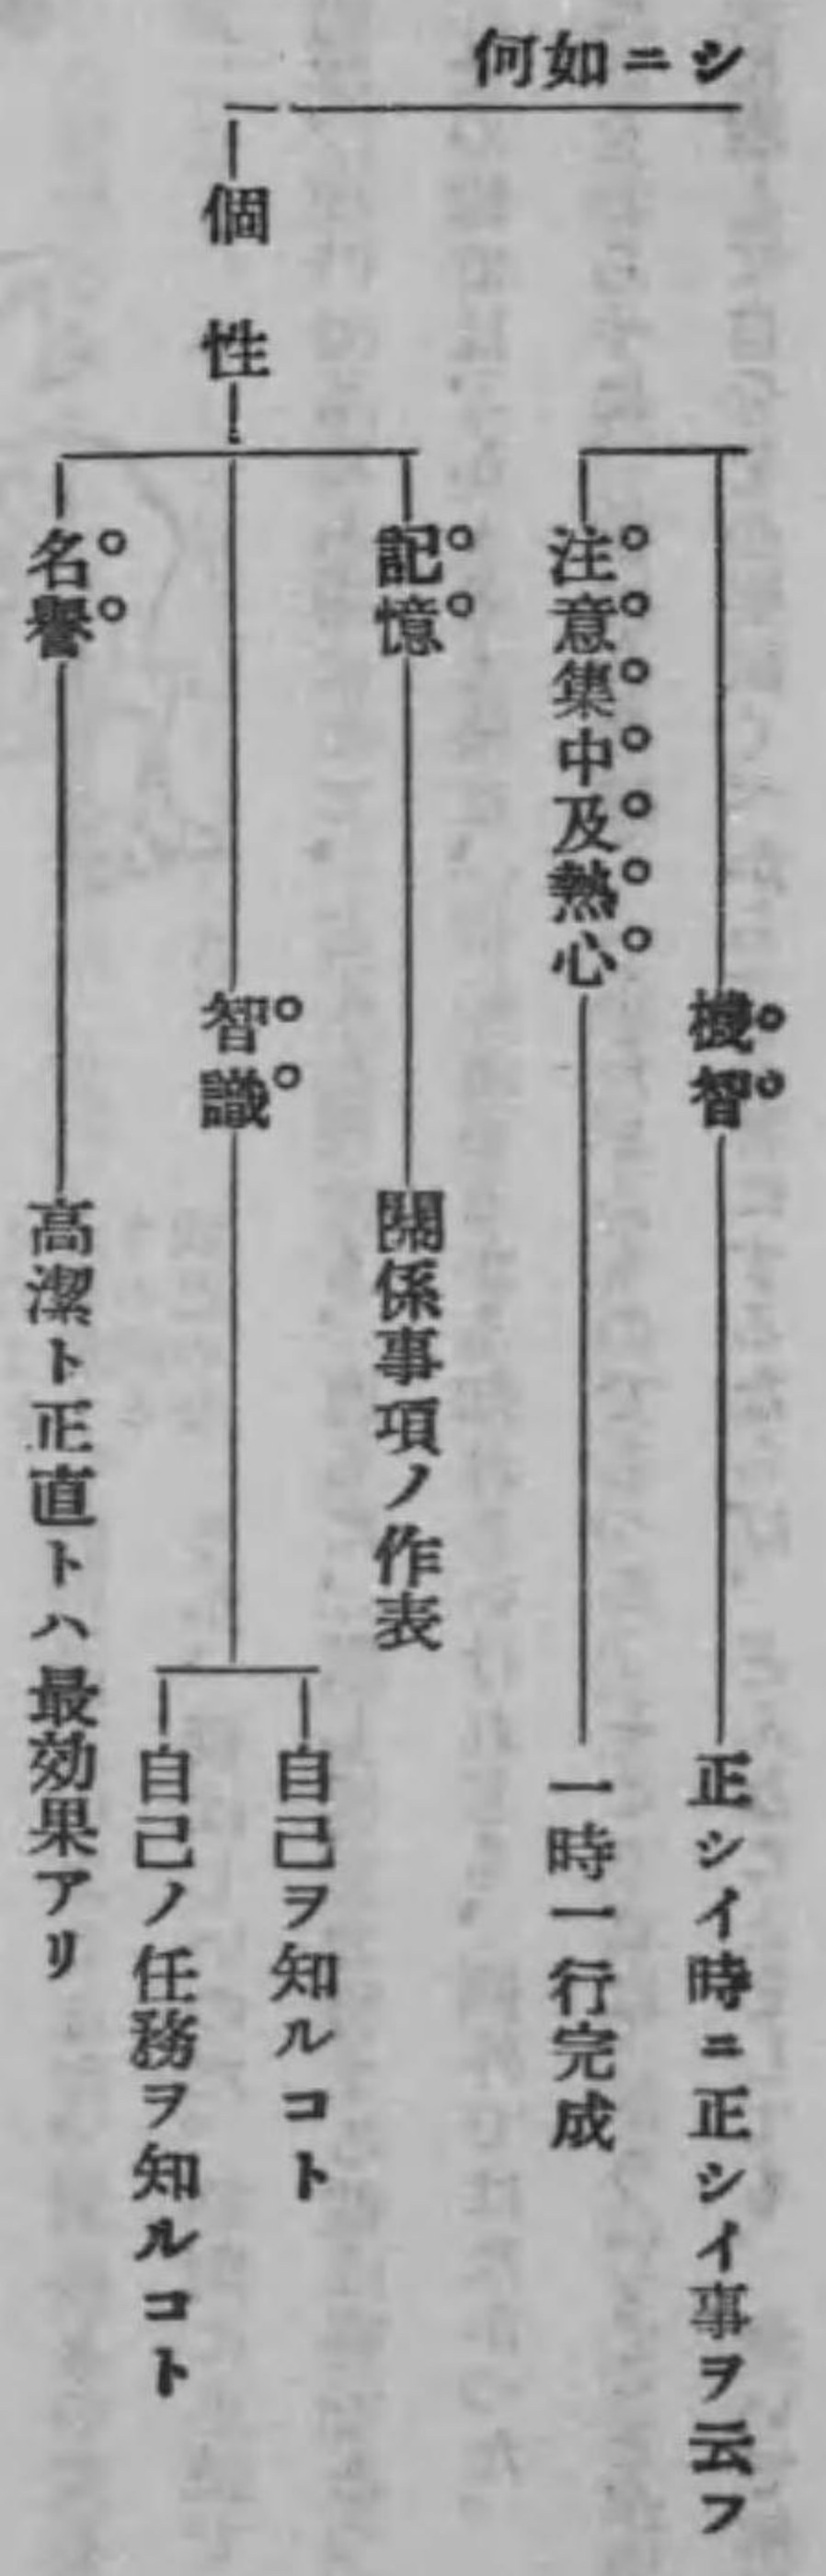 何如ニシ
機智
正シイ時ニ正シイ事ヲ云フ
注意集中及熱心
一時一行完成
個性
記憶
關係事項ノ作表
智識
自己ヲ知ルコト
自己ノ任務ヲ知ルコト
名譽
高潔ト正直トハ最効果アリ